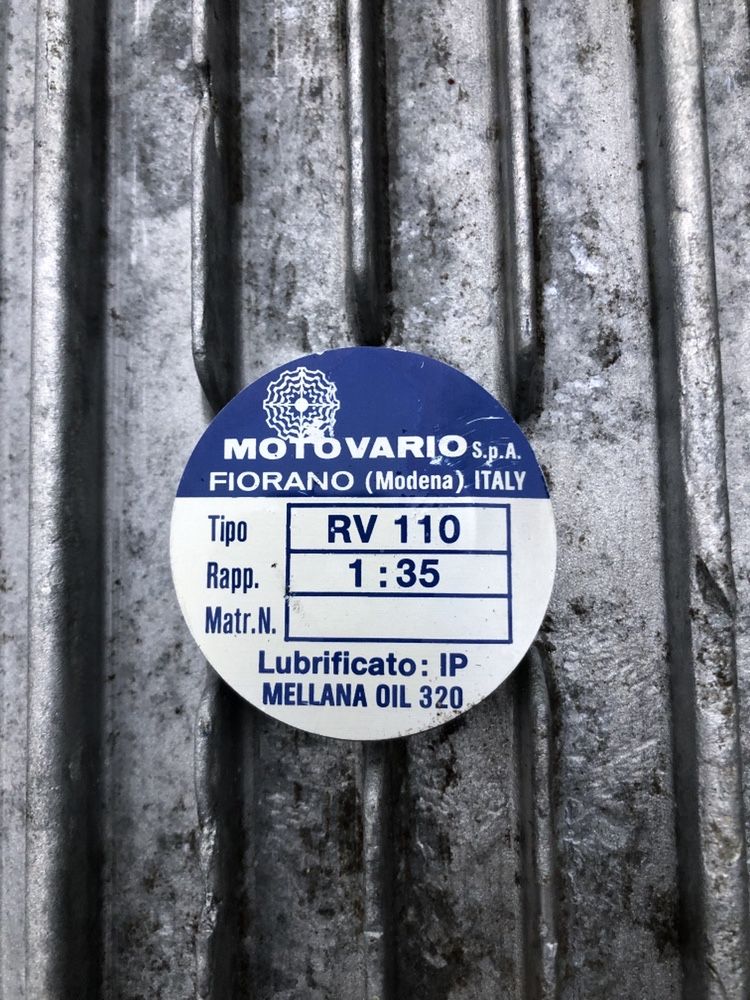 MOTOVARIO S.p.A.
FIORANO (Modena) ITALY
Tipo RV 110
Rapp. 1:35
Matr.N.
Lubrificato: IP
MELLANA OIL 320